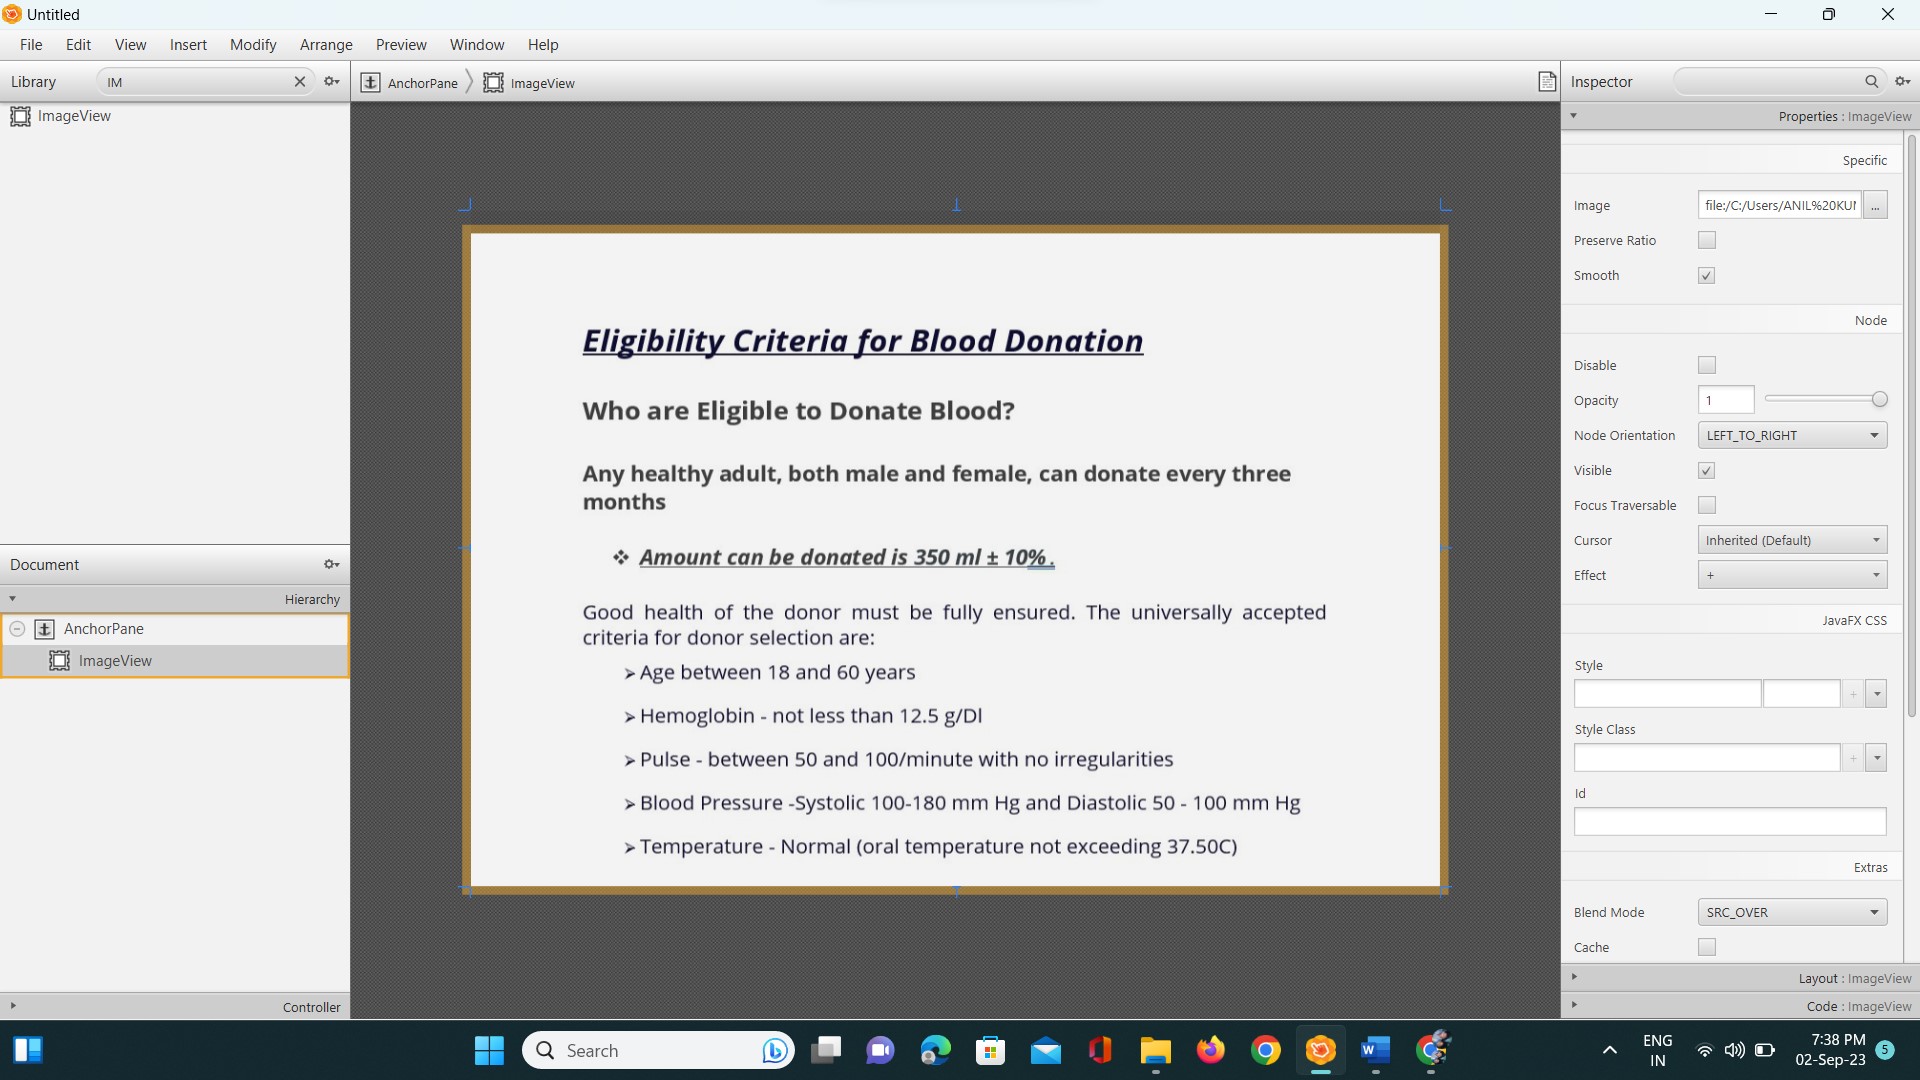 Untitled
File Edit View Insert Modify Arrange Preview Window Help
Library IM
ImageView
AnchorPane ImageView
Eligibility Criteria for Blood Donation
Who are Eligible to Donate Blood?
Any healthy adult, both male and female, can donate every three
months
❖ Amount can be donated is 350 ml ± 10% .
Good health of the donor must be fully ensured. The universally accepted
criteria for donor selection are:
➢ Age between 18 and 60 years
➢ Hemoglobin - not less than 12.5 g/Dl
➢ Pulse - between 50 and 100/minute with no irregularities
➢ Blood Pressure -Systolic 100-180 mm Hg and Diastolic 50 - 100 mm Hg
➢ Temperature - Normal (oral temperature not exceeding 37.50C)
Document
Hierarchy
AnchorPane
ImageView
Controller
Inspector
Properties : ImageView
Specific
Image file:/C:/Users/ANIL%20KU
...
Preserve Ratio
Smooth
Node
Disable
Opacity 1
Node Orientation LEFT_TO_RIGHT
Visible
Focus Traversable
Cursor Inherited (Default)
Effect +
JavaFX CSS
Style
+
Style Class
+
Id
Extras
Blend Mode SRC_OVER
Cache
Layout : ImageView
Code : ImageView
Search
W
ENG
IN
7:38 PM
02-Sep-23
5